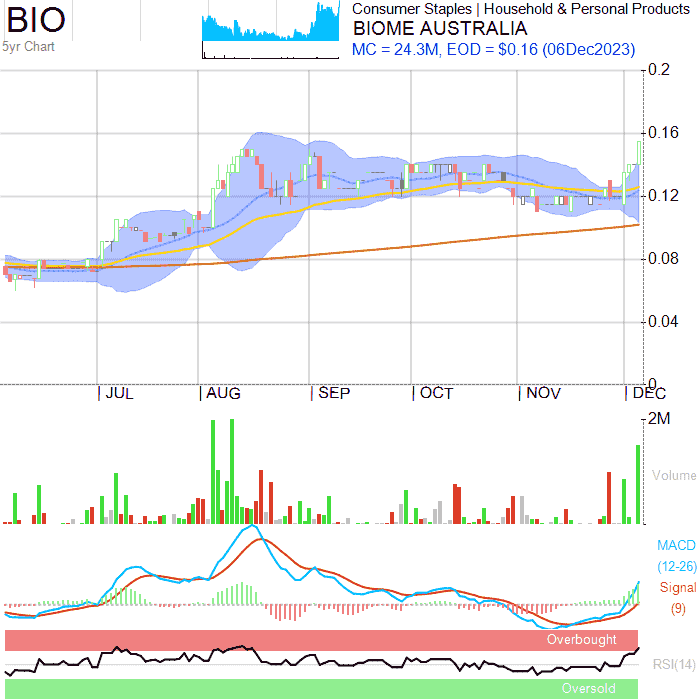 BIO
5yr Chart
Consumer Staples | Household & Personal Products
BIOME AUSTRALIA
MC = 24.3M, EOD = $0.16 (06Dec2023)
0.2
0.16
0.12
0.08
0.04
0
JUL AUG SEP OCT NOV DEC
2M
Volume
MACD
(12-26)
Signal
(9)
Overbought
RSI(14)
Oversold